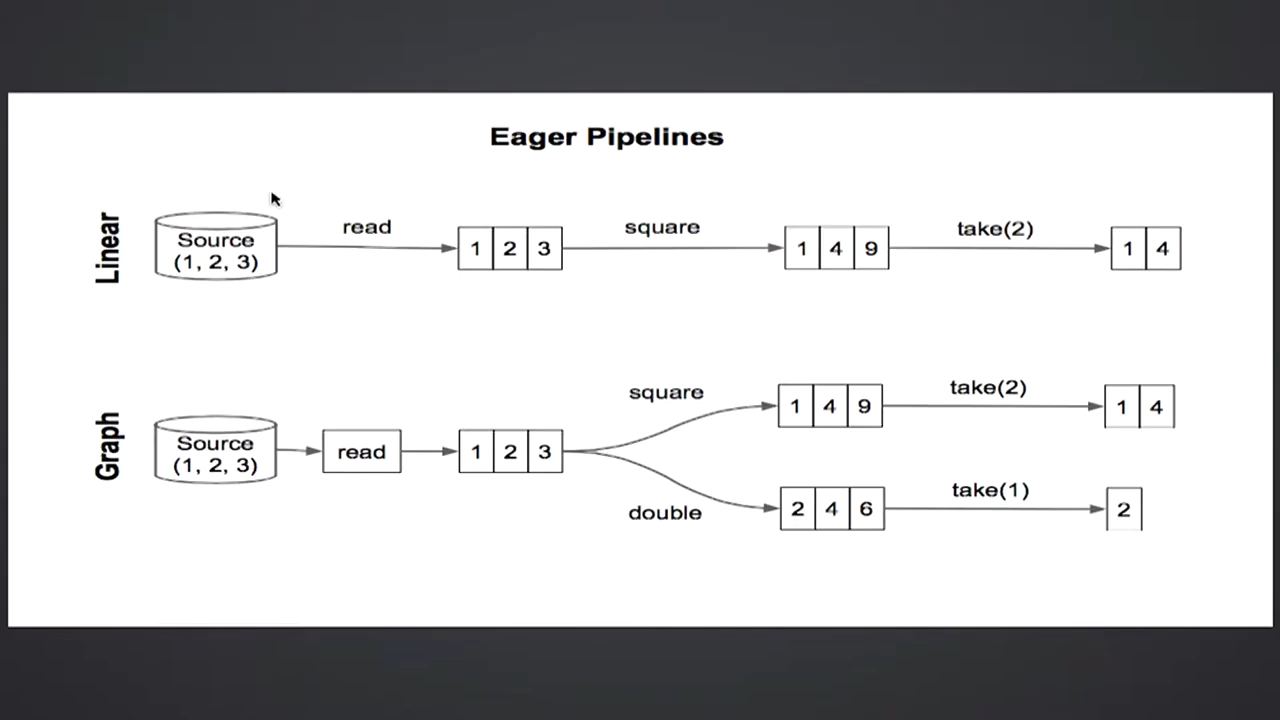 Eager Pipelines
Linear
Source
(1, 2, 3)
read
1 2 3
square
1 4 9
take(2)
1 4
Graph
Source
(1, 2, 3)
read
1 2 3
square
1 4 9
take(2)
1 4
double
2 4 6
take(1)
2